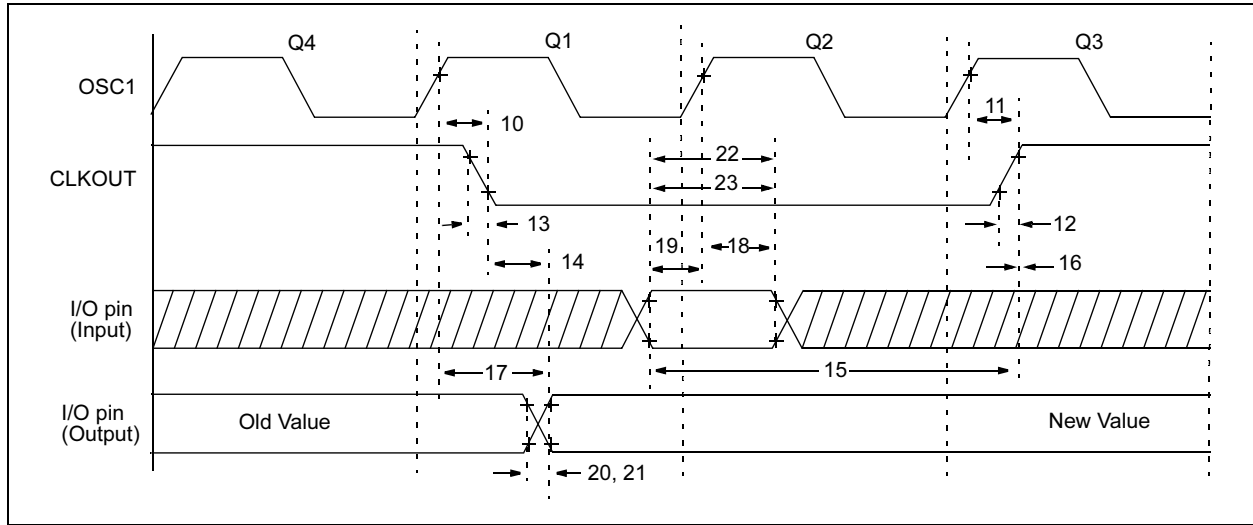 Q4 Q1 Q2 Q3
OSC1
10 11
22
CLKOUT
23
13 12
19 18
14 16
I/O pin
(Input)
17 15
I/O pin
(Output)
Old Value New Value
20, 21